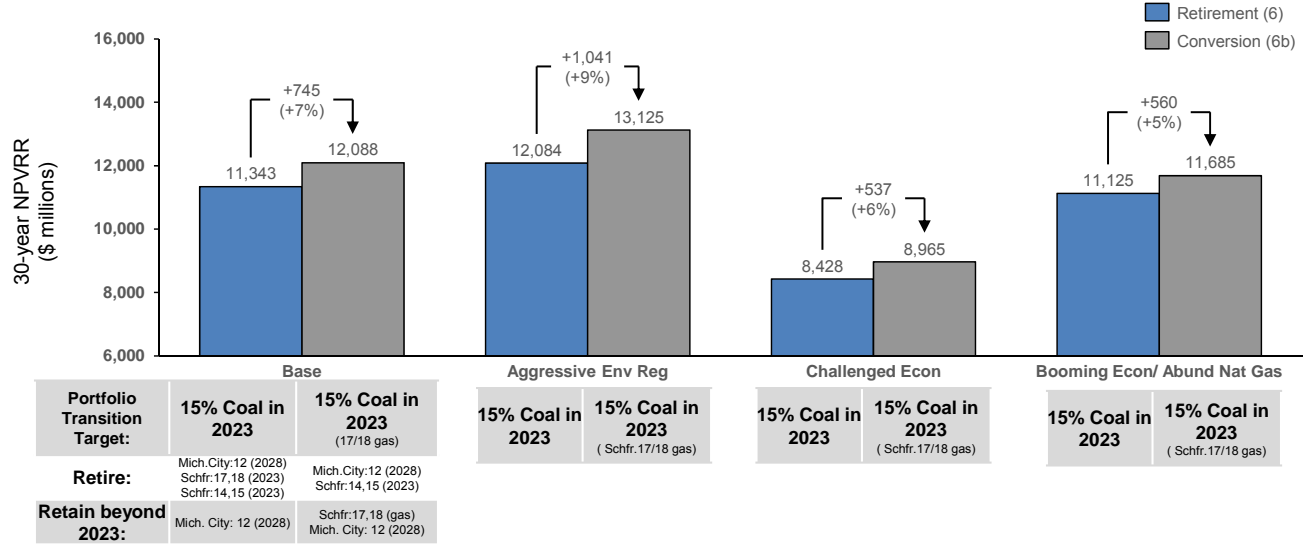 Retirement (6)
Conversion (6b)
30-year NPVRR
($ millions)
16,000
14,000
12,000
10,000
8,000
6,000
+745
(+7%)
11,343
12,088
+1,041
(+9%)
12,084
13,125
+537
(+6%)
8,428
8,965
+560
(+5%)
11,125
11,685
Base
Aggressive Env Reg
Challenged Econ
Booming Econ/ Abund Nat Gas
Portfolio
Transition
Target:
15% Coal in
2023
15% Coal in
2023
(17/18 gas)
15% Coal in
2023
15% Coal in
2023
( Schfr.17/18 gas)
15% Coal in
2023
15% Coal in
2023
( Schfr.17/18 gas)
15% Coal in
2023
15% Coal in
2023
( Schfr.17/18 gas)
Retire:
Mich.City:12 (2028)
Schfr:17,18 (2023)
Schfr:14,15 (2023)
Mich.City:12 (2028)
Schfr:14,15 (2023)
Retain beyond
2023:
Mich. City: 12 (2028)
Schfr:17,18 (gas)
Mich. City: 12 (2028)